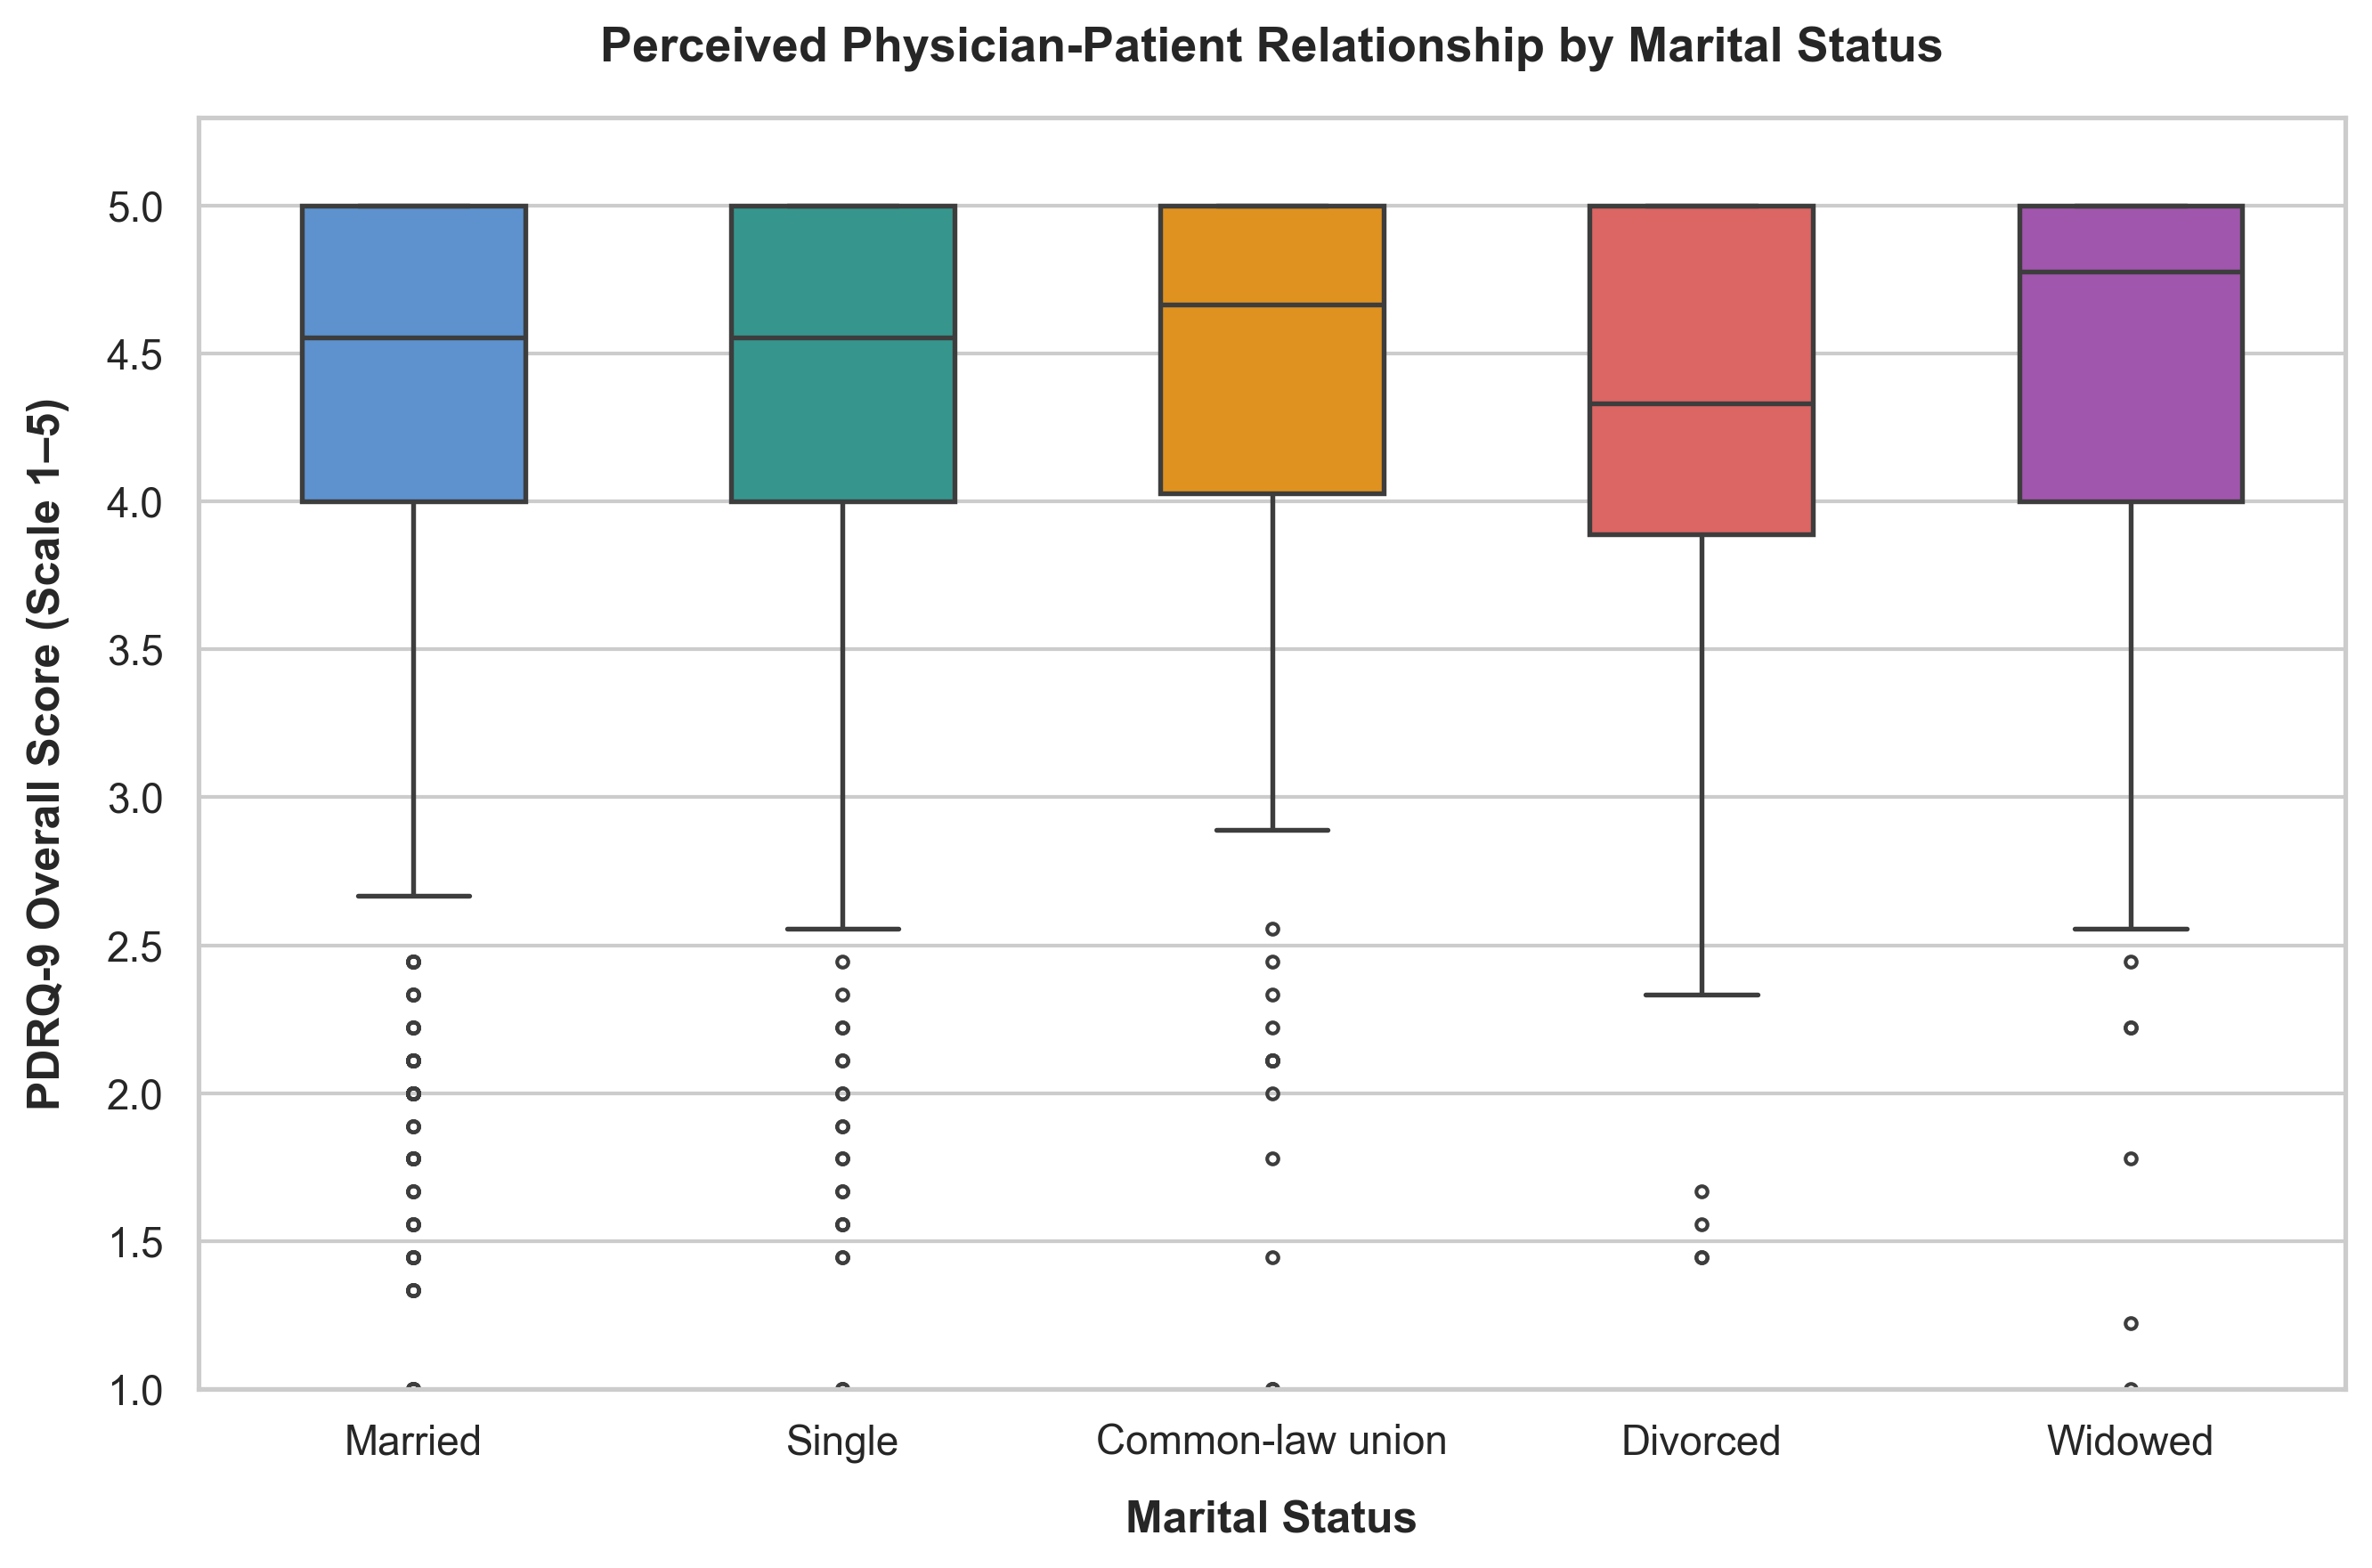 Perceived Physician-Patient Relationship by Marital Status
PDRQ-9 Overall Score (Scale 1–5)
5.0
4.5
4.0
3.5
3.0
2.5
2.0
1.5
1.0
Married Single Common-law union Divorced Widowed
Marital Status